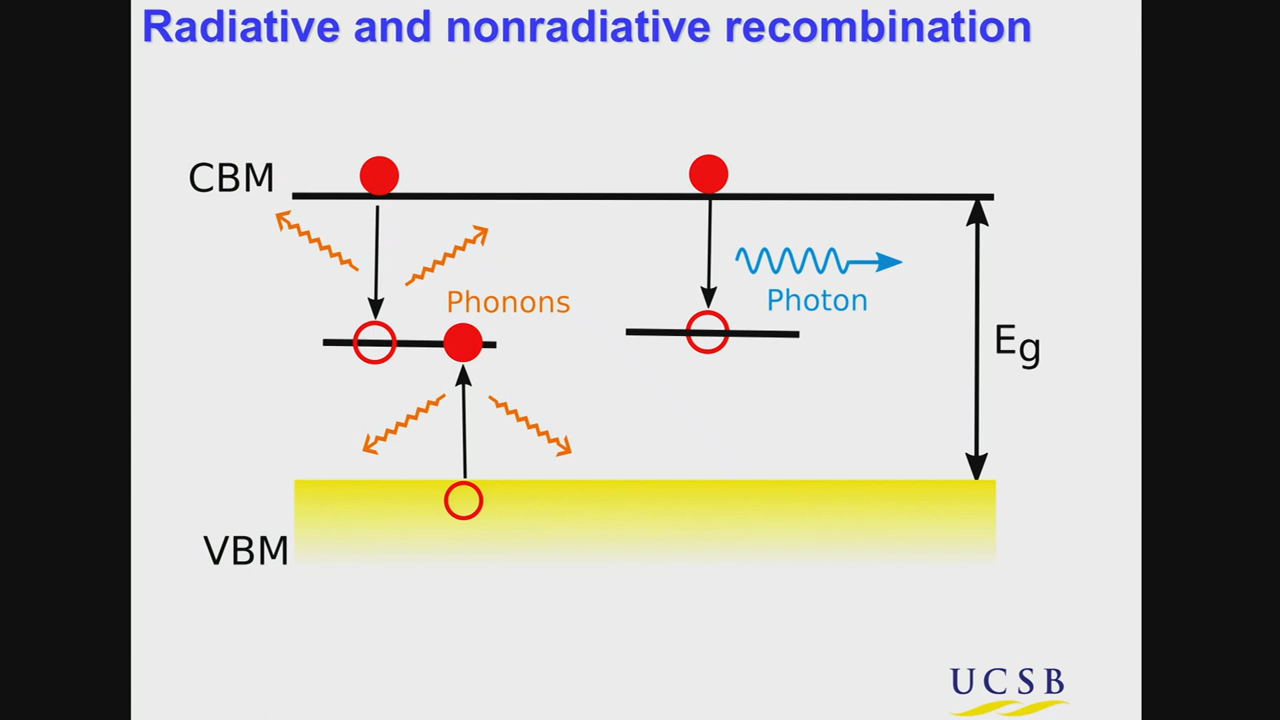 Radiative and nonradiative recombination
CBM
Phonons
Photon
Eg
VBM
UCSB